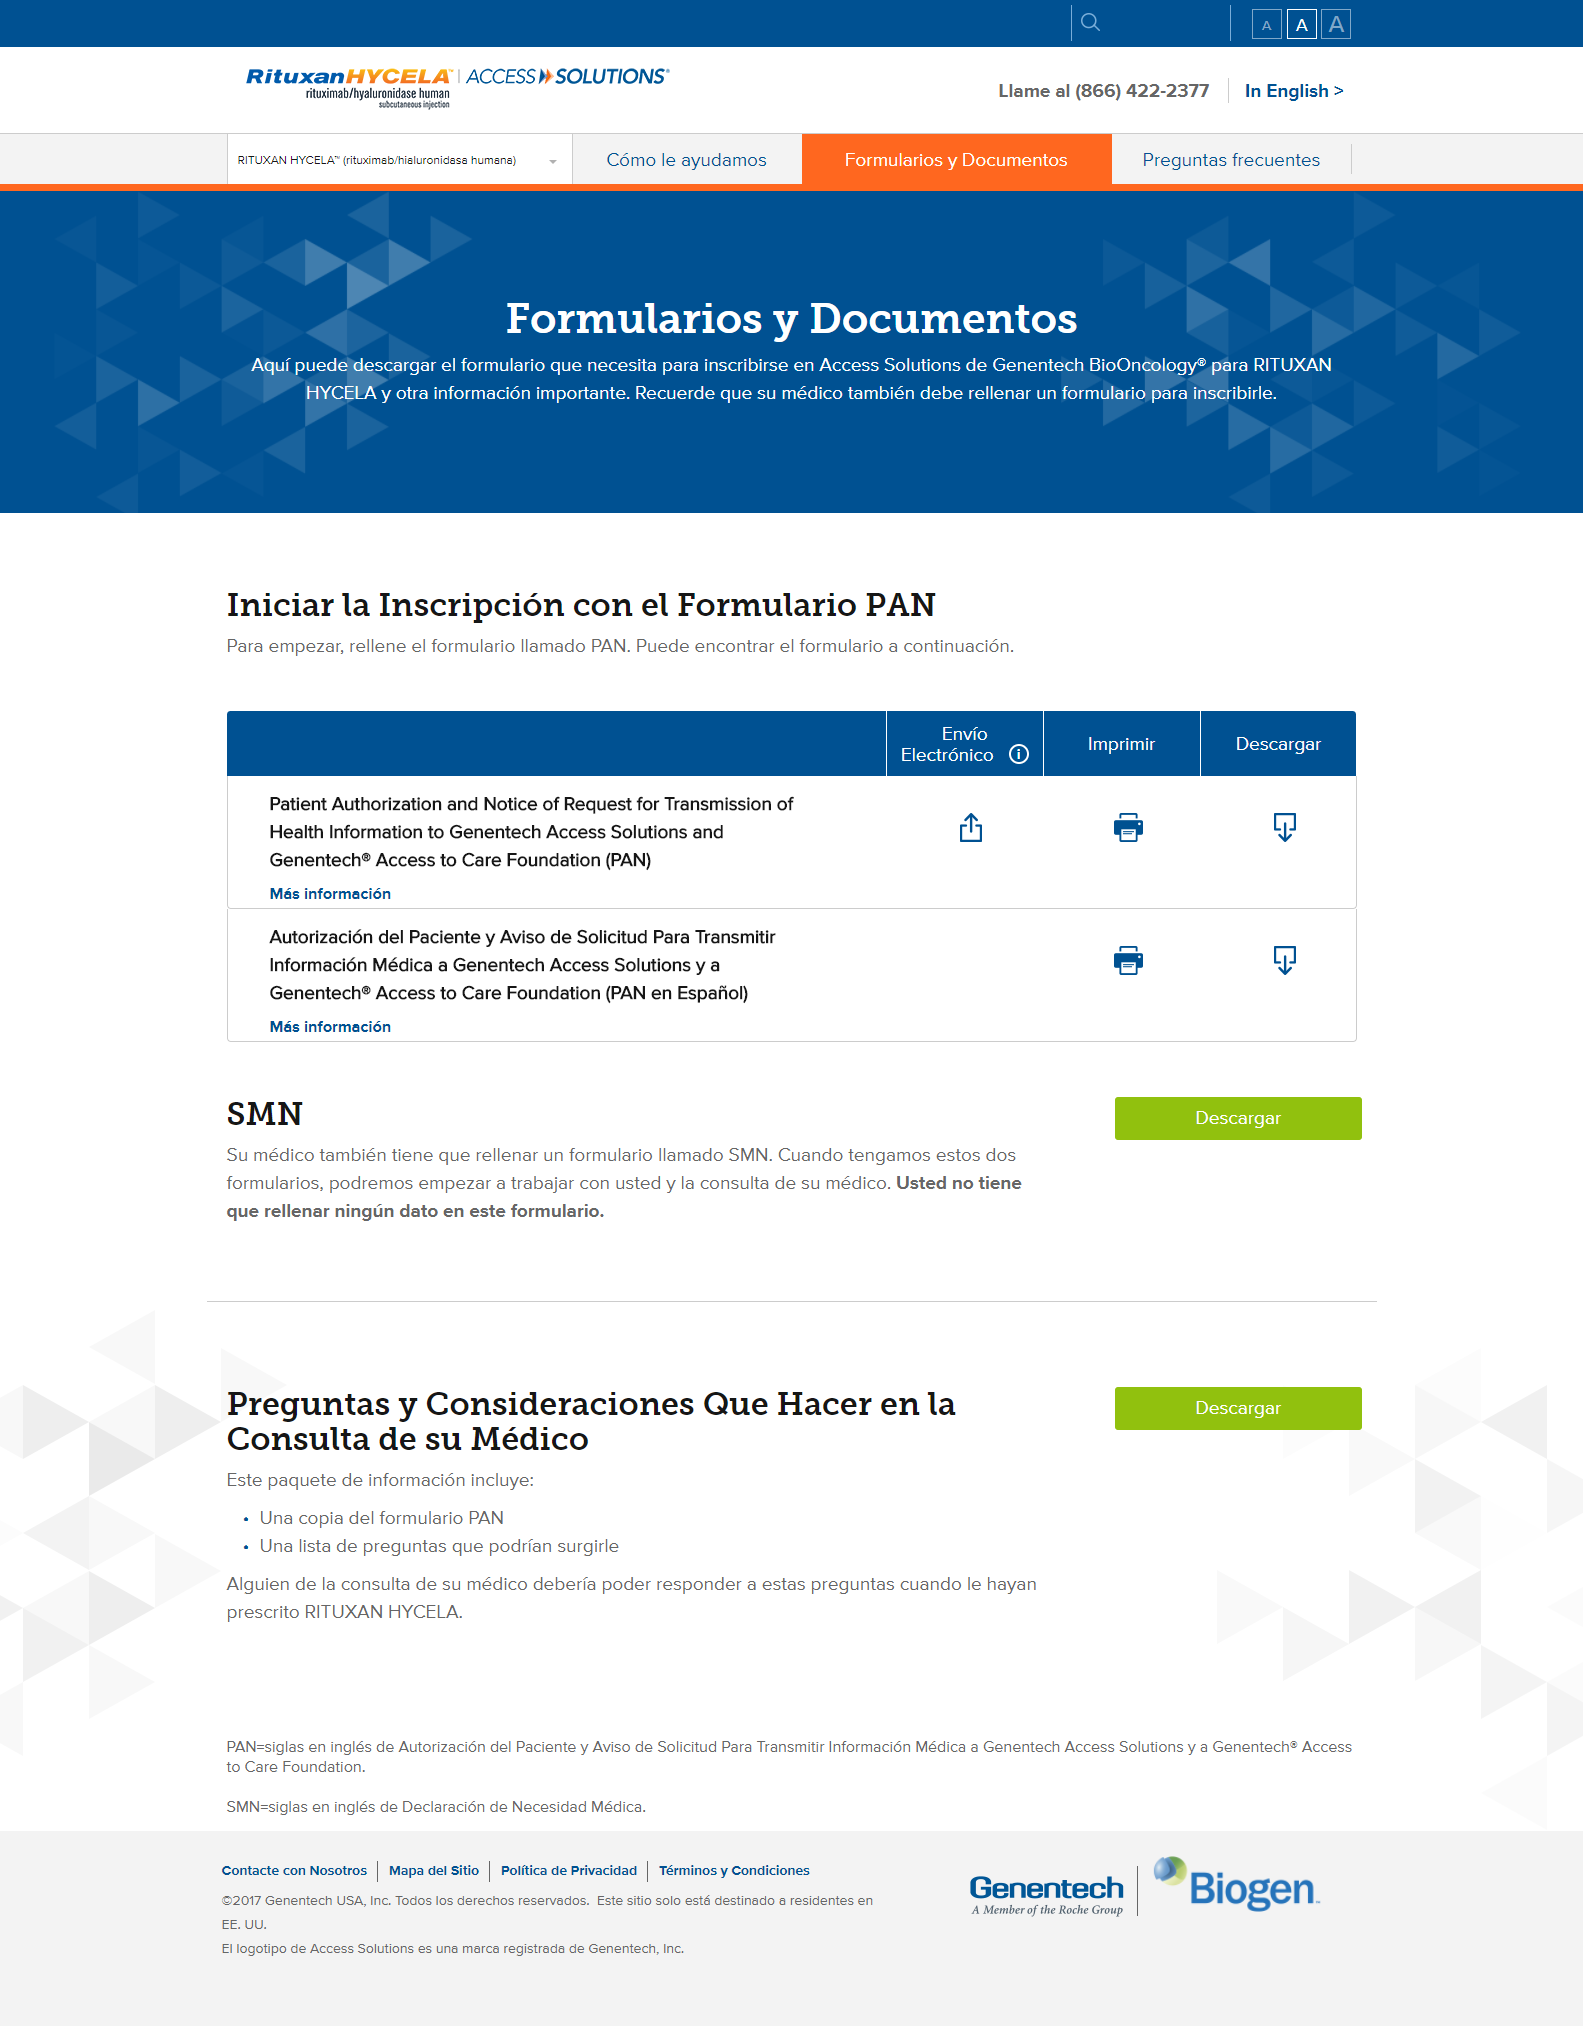 A A A
RituxanHYCELA™ | ACCESS SOLUTIONS®
rituximab/hyaluronidase human
subcutaneous injection
Llame al (866) 422-2377
In English >
RITUXAN HYCELA™ (rituximab/hialuronidasa humana)
Cómo le ayudamos
Formularios y Documentos
Preguntas frecuentes
Formularios y Documentos
Aquí puede descargar el formulario que necesita para inscribirse en Access Solutions de Genentech BioOncology® para RITUXAN
HYCELA y otra información importante. Recuerde que su médico también debe rellenar un formulario para inscribirle.
Iniciar la Inscripción con el Formulario PAN
Para empezar, rellene el formulario llamado PAN. Puede encontrar el formulario a continuación.
Envío
Electrónico
Imprimir
Descargar
Patient Authorization and Notice of Request for Transmission of
Health Information to Genentech Access Solutions and
Genentech® Access to Care Foundation (PAN)
Más información
Autorización del Paciente y Aviso de Solicitud Para Transmitir
Información Médica a Genentech Access Solutions y a
Genentech® Access to Care Foundation (PAN en Español)
Más información
SMN
Descargar
Su médico también tiene que rellenar un formulario llamado SMN. Cuando tengamos estos dos
formularios, podremos empezar a trabajar con usted y la consulta de su médico. Usted no tiene
que rellenar ningún dato en este formulario.
Preguntas y Consideraciones Que Hacer en la
Consulta de su Médico
Descargar
Este paquete de información incluye:
• Una copia del formulario PAN
• Una lista de preguntas que podrían surgirle
Alguien de la consulta de su médico debería poder responder a estas preguntas cuando le hayan
prescrito RITUXAN HYCELA.
PAN=siglas en inglés de Autorización del Paciente y Aviso de Solicitud Para Transmitir Información Médica a Genentech Access Solutions y a Genentech® Access
to Care Foundation.
SMN=siglas en inglés de Declaración de Necesidad Médica.
Contacte con Nosotros | Mapa del Sitio | Política de Privacidad | Términos y Condiciones
©2017 Genentech USA, Inc. Todos los derechos reservados. Este sitio solo está destinado a residentes en
EE. UU.
El logotipo de Access Solutions es una marca registrada de Genentech, Inc.
Genentech
A Member of the Roche Group
Biogen™